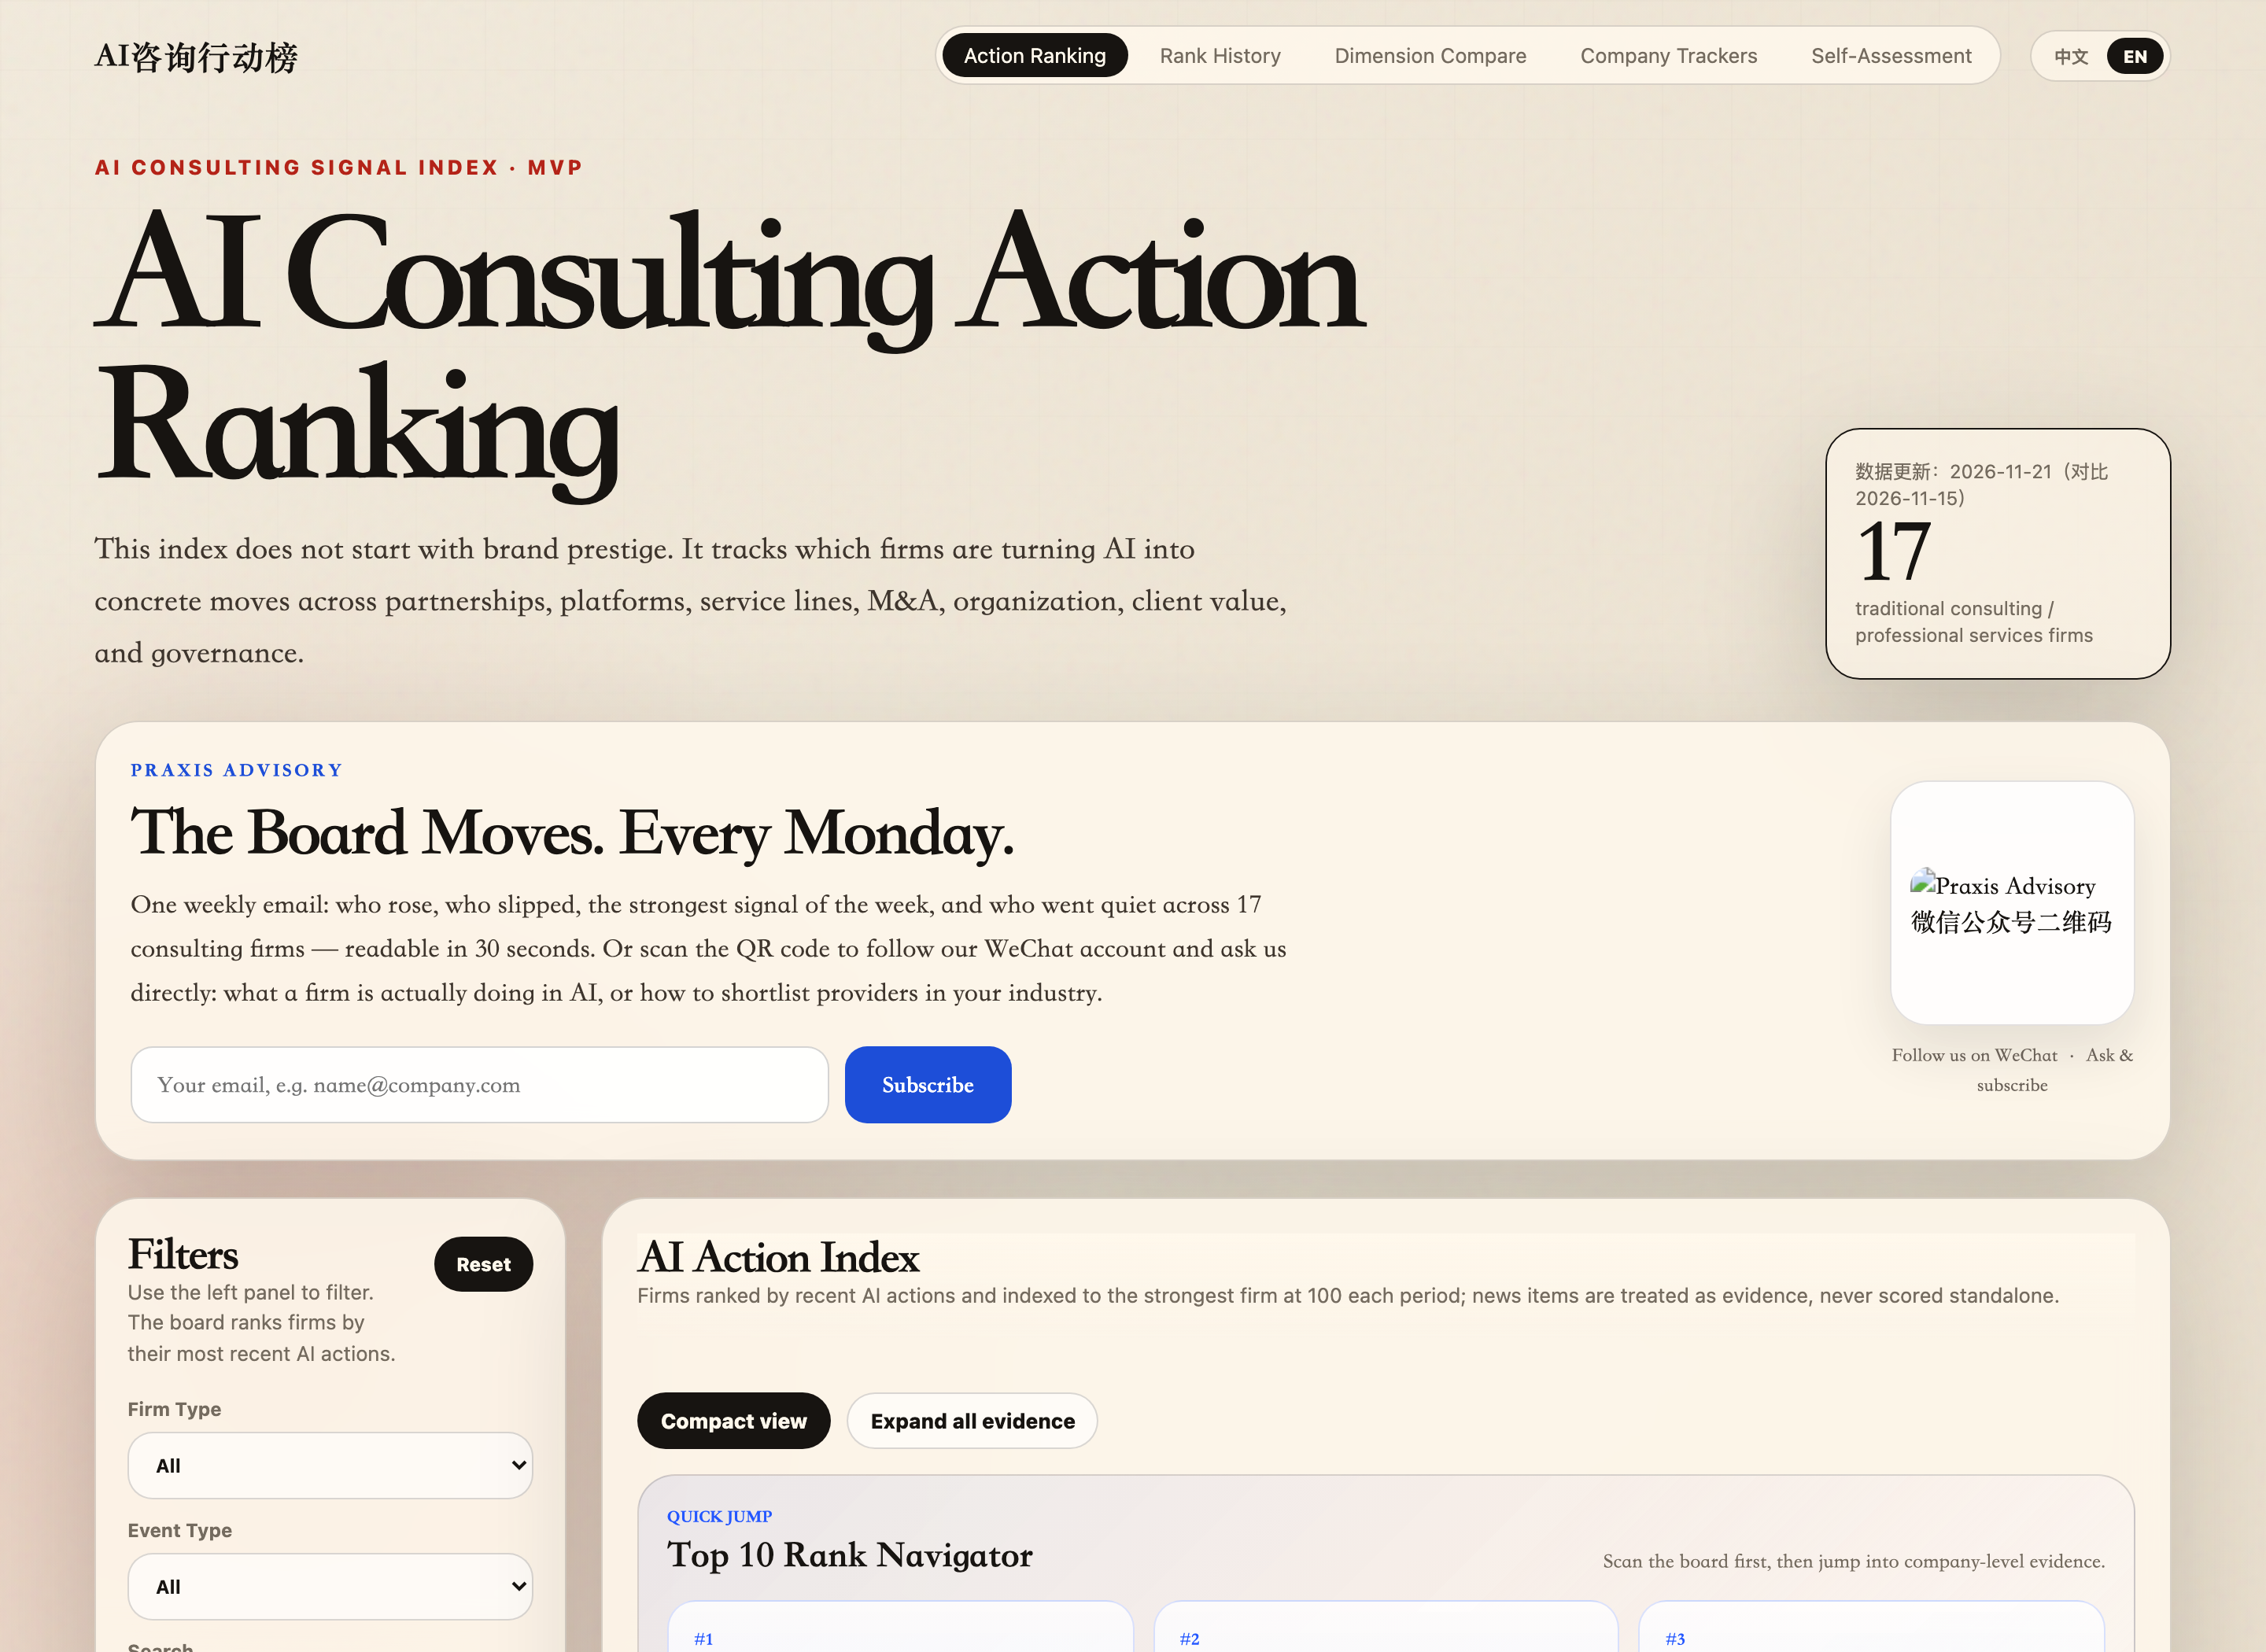 AI咨询行动榜
Action Ranking
Rank History
Dimension Compare
Company Trackers
Self-Assessment
中文
EN
AI CONSULTING SIGNAL INDEX · MVP
AI Consulting Action
Ranking
This index does not start with brand prestige. It tracks which firms are turning AI into
concrete moves across partnerships, platforms, service lines, M&A, organization, client value,
and governance.
数据更新：2026-11-21（对比
2026-11-15）
17
traditional consulting /
professional services firms
PRAXIS ADVISORY
The Board Moves. Every Monday.
One weekly email: who rose, who slipped, the strongest signal of the week, and who went quiet across 17
consulting firms — readable in 30 seconds. Or scan the QR code to follow our WeChat account and ask us
directly: what a firm is actually doing in AI, or how to shortlist providers in your industry.
Your email, e.g. name@company.com
Subscribe
Praxis Advisory
微信公众号二维码
Follow us on WeChat · Ask &
subscribe
Filters
Reset
Use the left panel to filter.
The board ranks firms by
their most recent AI actions.
Firm Type
All
Event Type
All
Search
AI Action Index
Firms ranked by recent AI actions and indexed to the strongest firm at 100 each period; news items are treated as evidence, never scored standalone.
Compact view
Expand all evidence
QUICK JUMP
Top 10 Rank Navigator
Scan the board first, then jump into company-level evidence.
#1
#2
#3